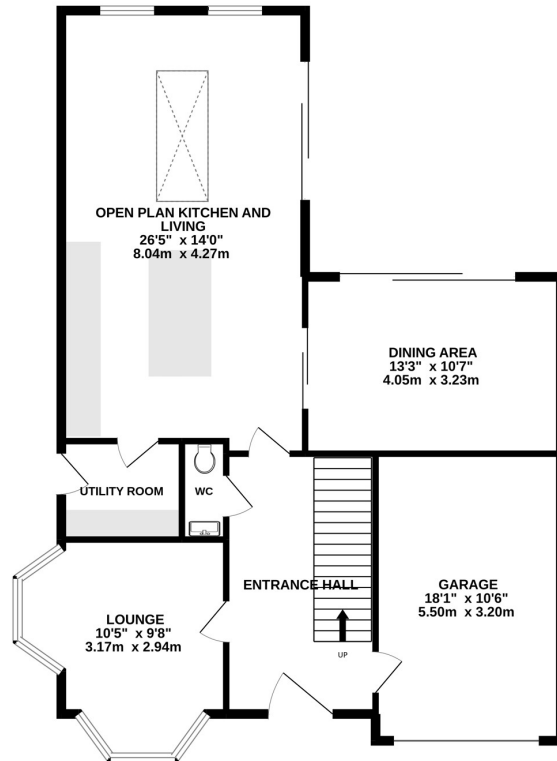 OPEN PLAN KITCHEN AND
LIVING
26'5" x 14'0"
8.04m x 4.27m
DINING AREA
13'3" x 10'7"
4.05m x 3.23m
UTILITY ROOM
WC
ENTRANCE HALL
GARAGE
18'1" x 10'6"
5.50m x 3.20m
LOUNGE
10'5" x 9'8"
3.17m x 2.94m
UP